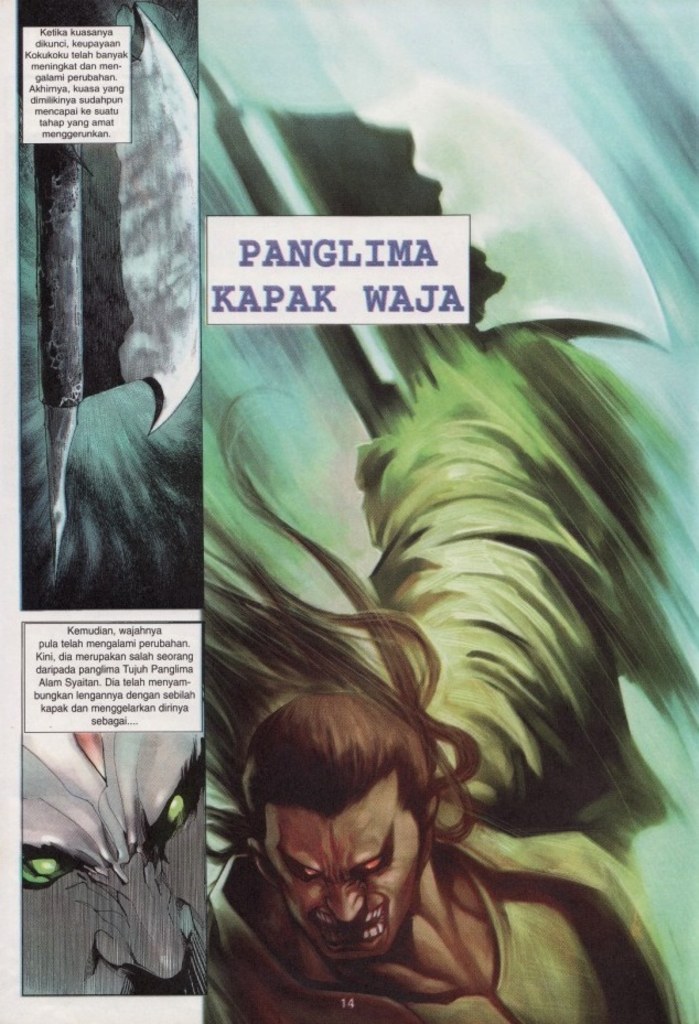 Ketika kuasanya
dikunci, keupayaan
Kokukoku telah banyak
meningkat dan men-
galami perubahan.
Akhirnya, kuasa yang
dimilikinya sudahpun
mencapai ke suatu
tahap yang amat
menggerunkan.
PANGLIMA
KAPAK WAJA
Kemudian, wajahnya
pula telah mengalami perubahan.
Kini, dia merupakan salah seorang
daripada panglima Tujuh Panglima
Alam Syaitan. Dia telah menyam-
bungkan lengannya dengan sebilah
kapak dan menggelarkan dirinya
sebagai....
14